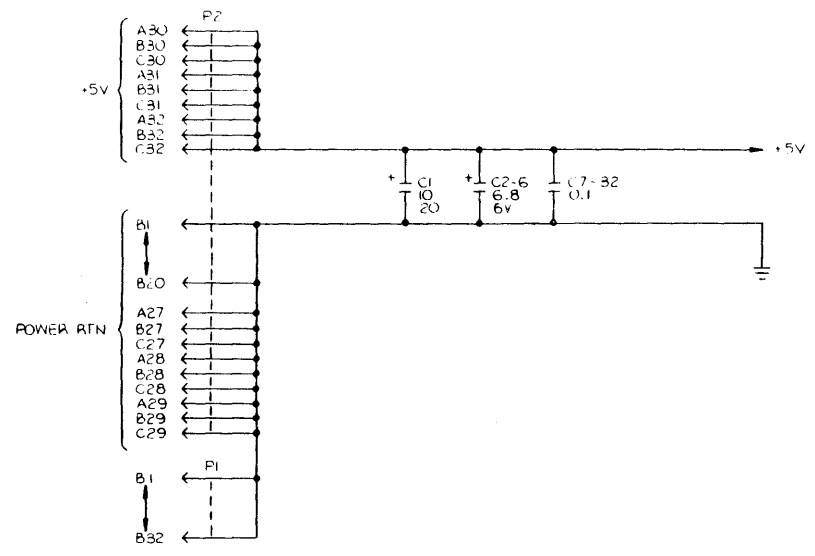 P2
A30
B30
C30
A31
+5V B31
C31
A32
B32
C32 +5V
+ C1 + C2-6 C7-32
10 6.8 0.1
20 6V
B1
B20
A27
POWER RTN B27
C27
A28
B28
C28
A29
B29
C29
P1
B1
B32